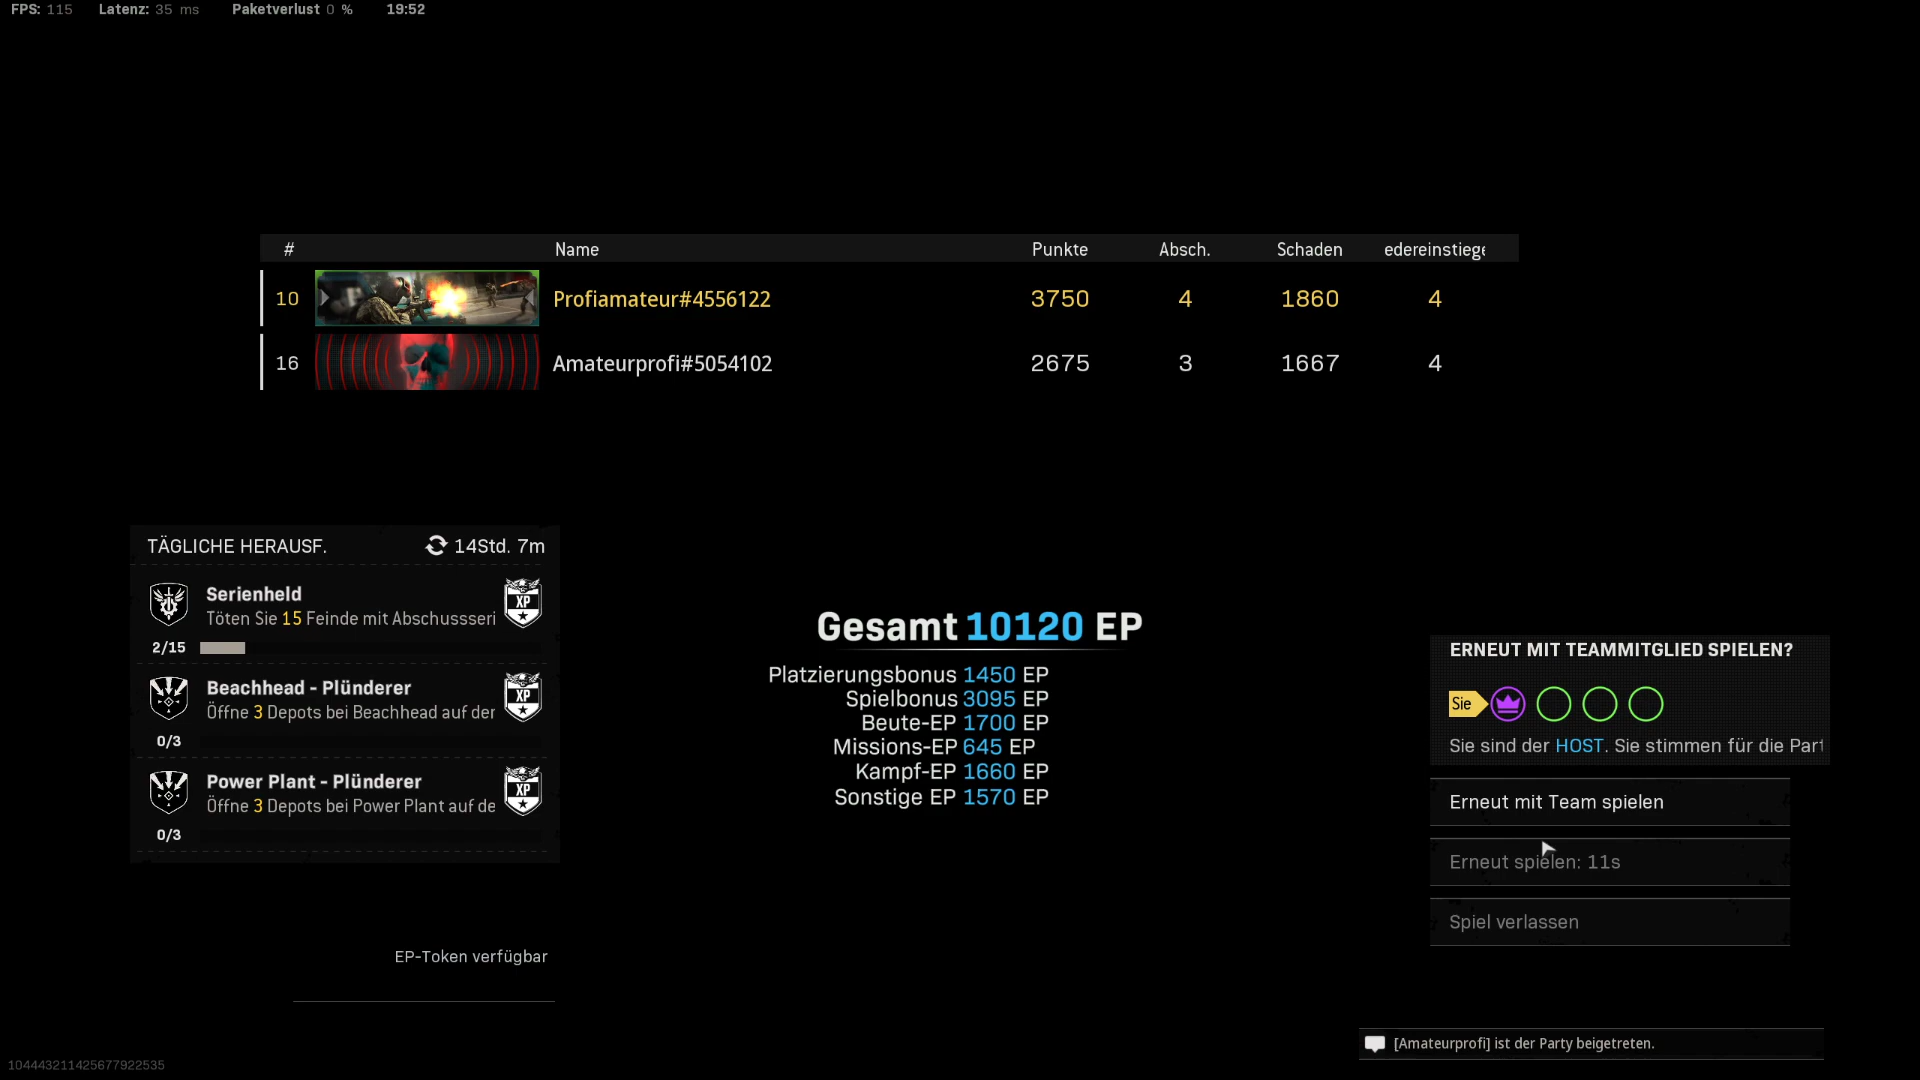 FPS: 115 Latenz: 35 ms Paketverlust 0 % 19:52
# Name Punkte Absch. Schaden edereinstiege
10 Profiamateur#4556122 3750 4 1860 4
16 Amateurprofi#5054102 2675 3 1667 4
TÄGLICHE HERAUSF. 14Std. 7m
Serienheld
Töten Sie 15 Feinde mit Abschussseri
XP
2/15
Beachhead - Plünderer
Öffne 3 Depots bei Beachhead auf der
XP
0/3
Power Plant - Plünderer
Öffne 3 Depots bei Power Plant auf de
XP
0/3
EP-Token verfügbar
Gesamt 10120 EP
Platzierungsbonus 1450 EP
Spielbonus 3095 EP
Beute-EP 1700 EP
Missions-EP 645 EP
Kampf-EP 1660 EP
Sonstige EP 1570 EP
ERNEUT MIT TEAMMITGLIED SPIELEN?
Sie
Sie sind der HOST. Sie stimmen für die Part
Erneut mit Team spielen
Erneut spielen: 11s
Spiel verlassen
[Amateurprofi] ist der Party beigetreten.
104443211425677922535